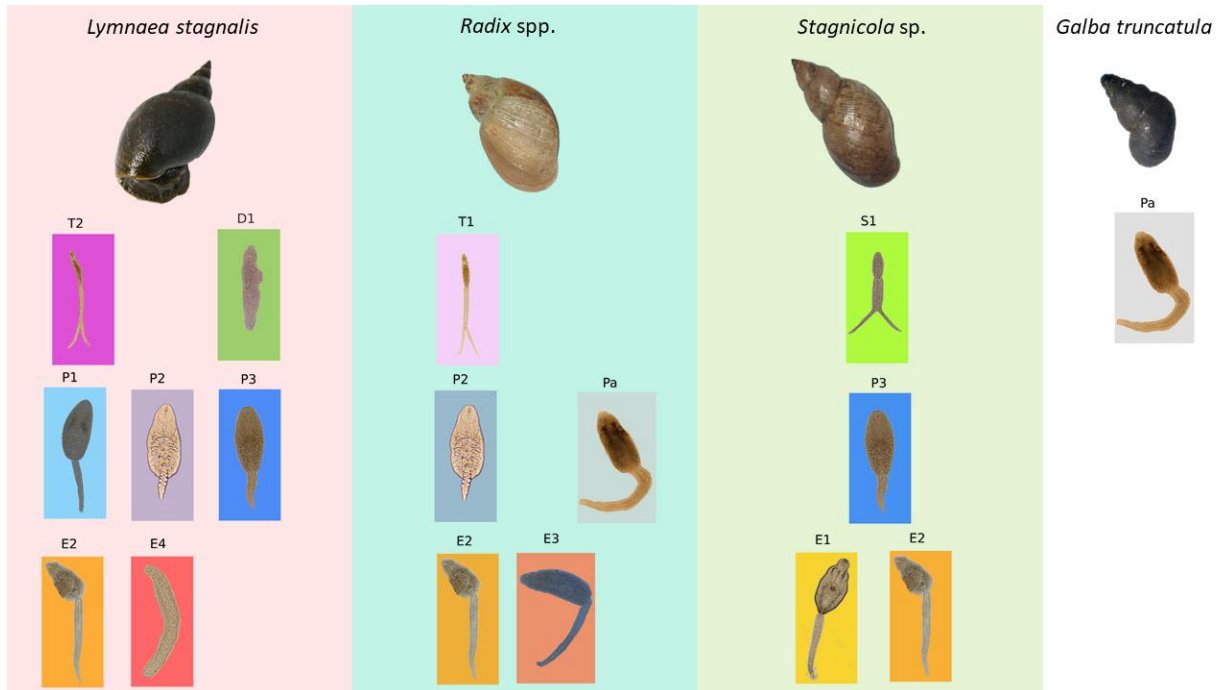 Lymnaea stagnalis
Radix spp.
Stagnicola sp.
Galba truncatula
T2
D1
T1
S1
Pa
P1
P2
P3
P2
Pa
P3
E2
E4
E2
E3
E1
E2